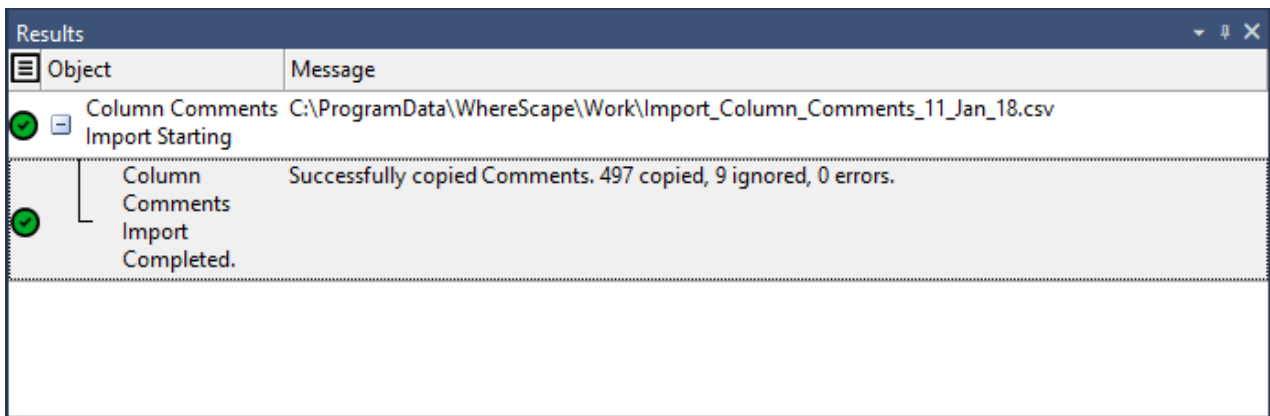 Results
Object Message
Column Comments C:\ProgramData\WhereScape\Work\Import_Column_Comments_11_Jan_18.csv
Import Starting
Column Successfully copied Comments. 497 copied, 9 ignored, 0 errors.
Comments
Import
Completed.